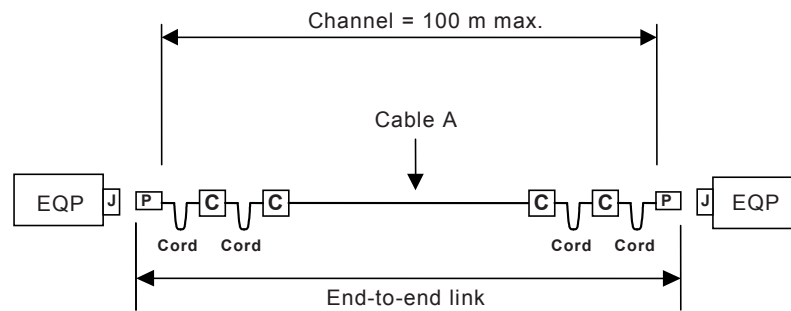 Channel = 100 m max.
Cable A
EQP J P C C C C P J EQP
Cord Cord Cord Cord
End-to-end link